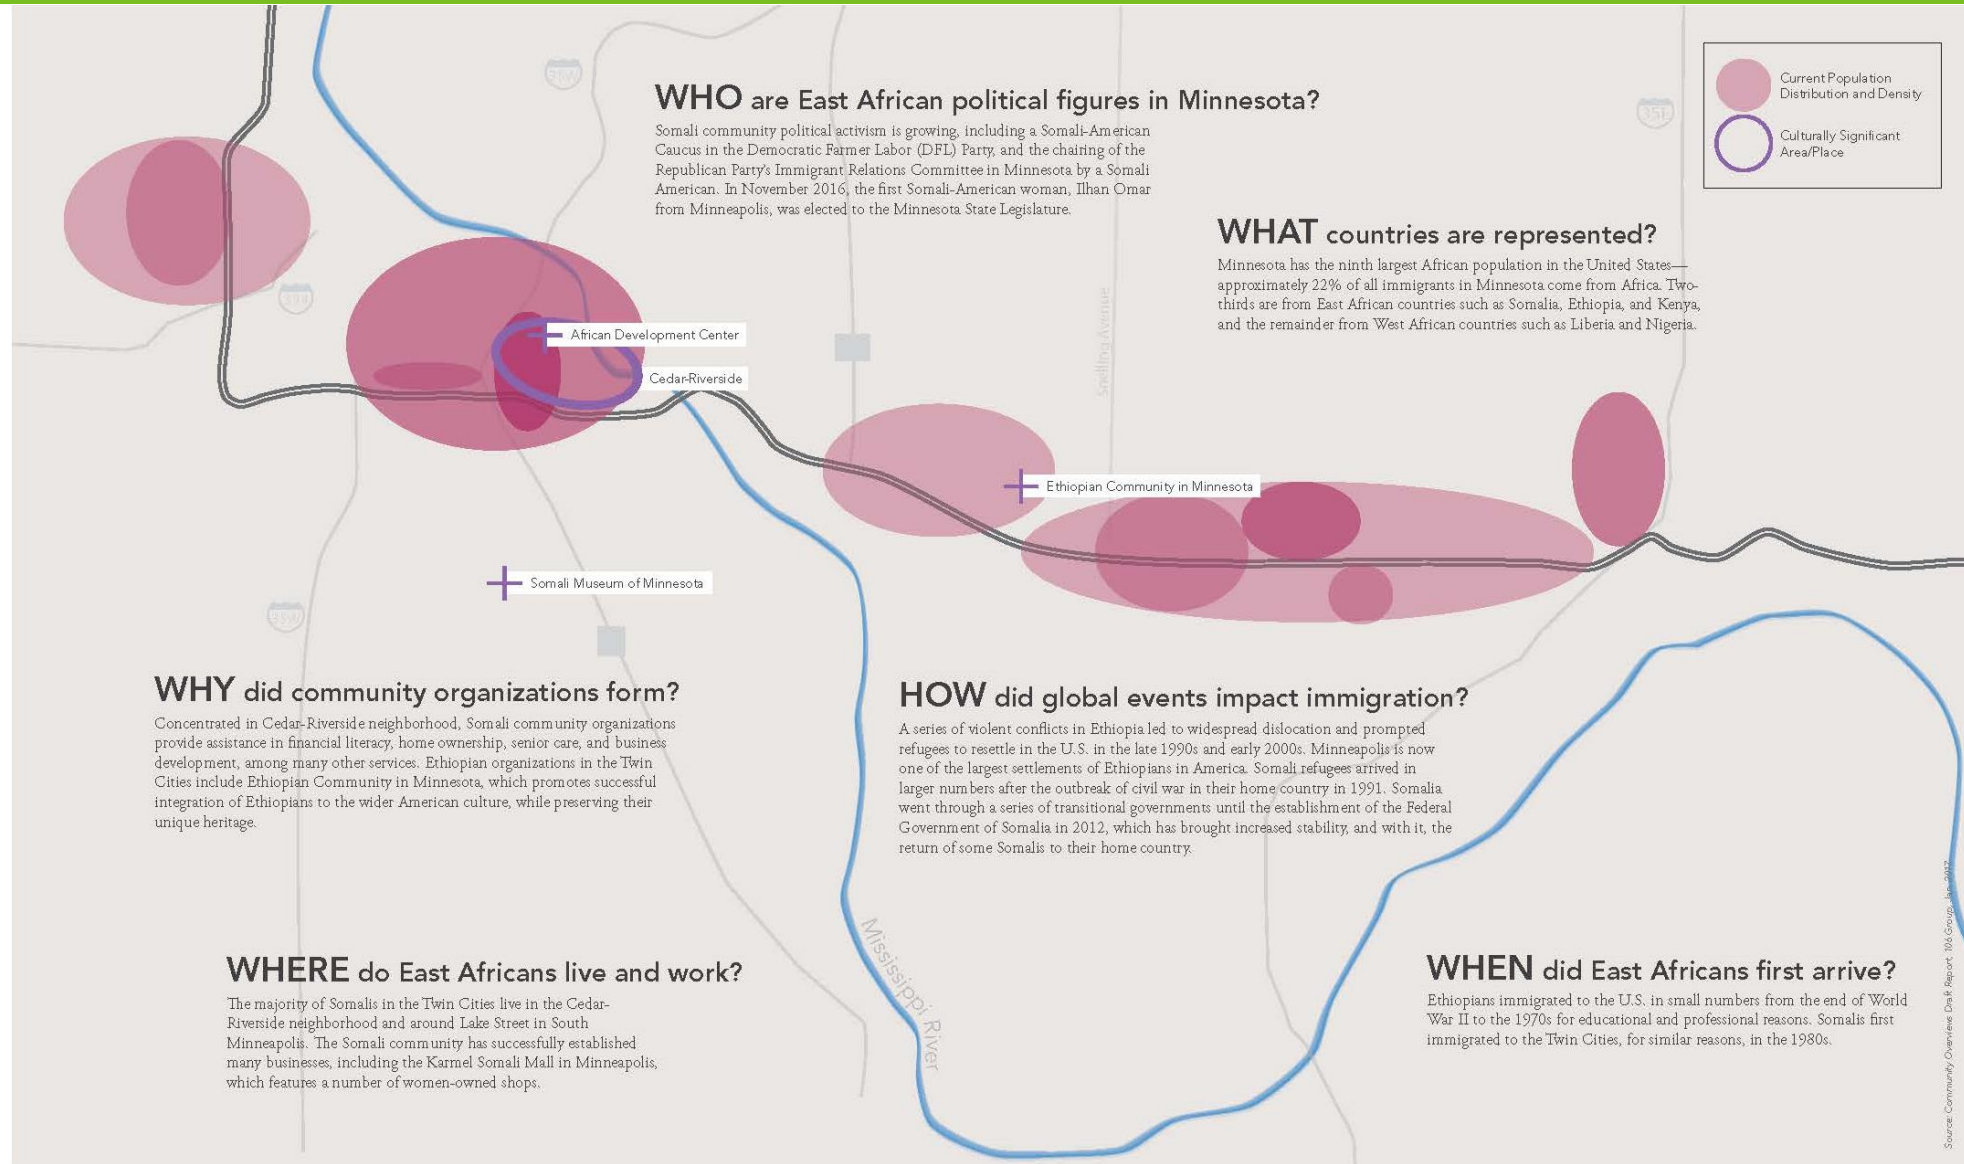 Current Population
Distribution and Density
Culturally Significant
Area/Place
35W
35E
394
35W
WHO are East African political figures in Minnesota?
Somali community political activism is growing, including a Somali-American
Caucus in the Democratic Farmer Labor (DFL) Party, and the chairing of the
Republican Party's Immigrant Relations Committee in Minnesota by a Somali
American. In November 2016, the first Somali-American woman, Ilhan Omar
from Minneapolis, was elected to the Minnesota State Legislature.
WHAT countries are represented?
Minnesota has the ninth largest African population in the United States—
approximately 22% of all immigrants in Minnesota come from Africa. Two-
thirds are from East African countries such as Somalia, Ethiopia, and Kenya,
and the remainder from West African countries such as Liberia and Nigeria.
African Development Center
Cedar-Riverside
Snelling Avenue
Ethiopian Community in Minnesota
Somali Museum of Minnesota
WHY did community organizations form?
Concentrated in Cedar-Riverside neighborhood, Somali community organizations
provide assistance in financial literacy, home ownership, senior care, and business
development, among many other services. Ethiopian organizations in the Twin
Cities include Ethiopian Community in Minnesota, which promotes successful
integration of Ethiopians to the wider American culture, while preserving their
unique heritage.
HOW did global events impact immigration?
A series of violent conflicts in Ethiopia led to widespread dislocation and prompted
refugees to resettle in the U.S. in the late 1990s and early 2000s. Minneapolis is now
one of the largest settlements of Ethiopians in America. Somali refugees arrived in
larger numbers after the outbreak of civil war in their home country in 1991. Somalia
went through a series of transitional governments until the establishment of the Federal
Government of Somalia in 2012, which has brought increased stability, and with it, the
return of some Somalis to their home country.
Mississippi River
WHERE do East Africans live and work?
The majority of Somalis in the Twin Cities live in the Cedar-
Riverside neighborhood and around Lake Street in South
Minneapolis. The Somali community has successfully established
many businesses, including the Karmel Somali Mall in Minneapolis,
which features a number of women-owned shops.
WHEN did East Africans first arrive?
Ethiopians immigrated to the U.S. in small numbers from the end of World
War II to the 1970s for educational and professional reasons. Somalis first
immigrated to the Twin Cities, for similar reasons, in the 1980s.
Source: Community Overviews Draft Report, 106 Group, Jan. 2017